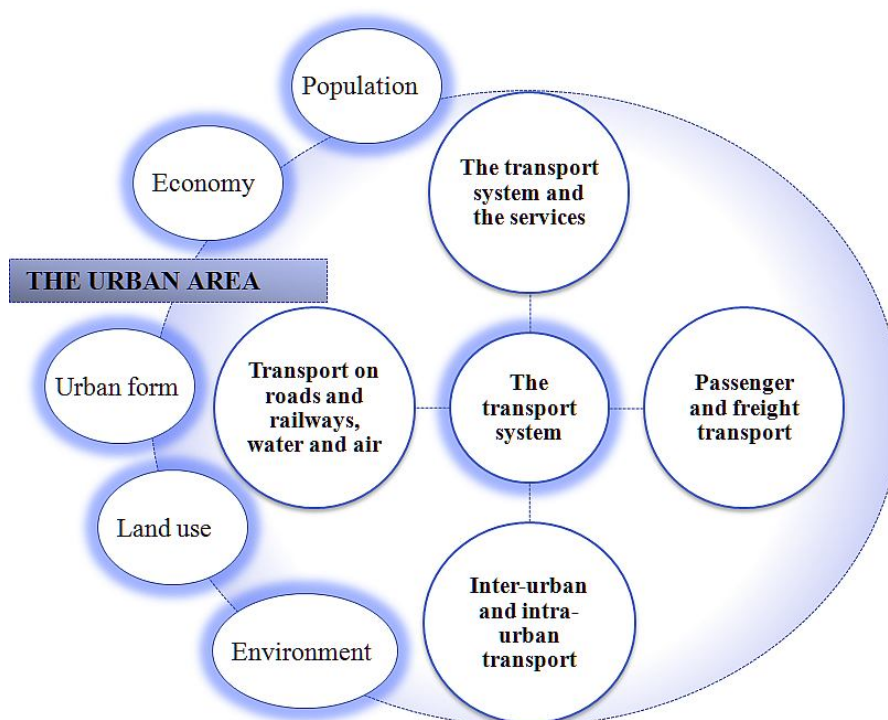 Population
Economy
THE URBAN AREA
Urban form
Land use
Environment
The transport
system and
the services
Transport on
roads and
railways,
water and air
The
transport
system
Passenger
and freight
transport
Inter-urban
and intra-
urban
transport